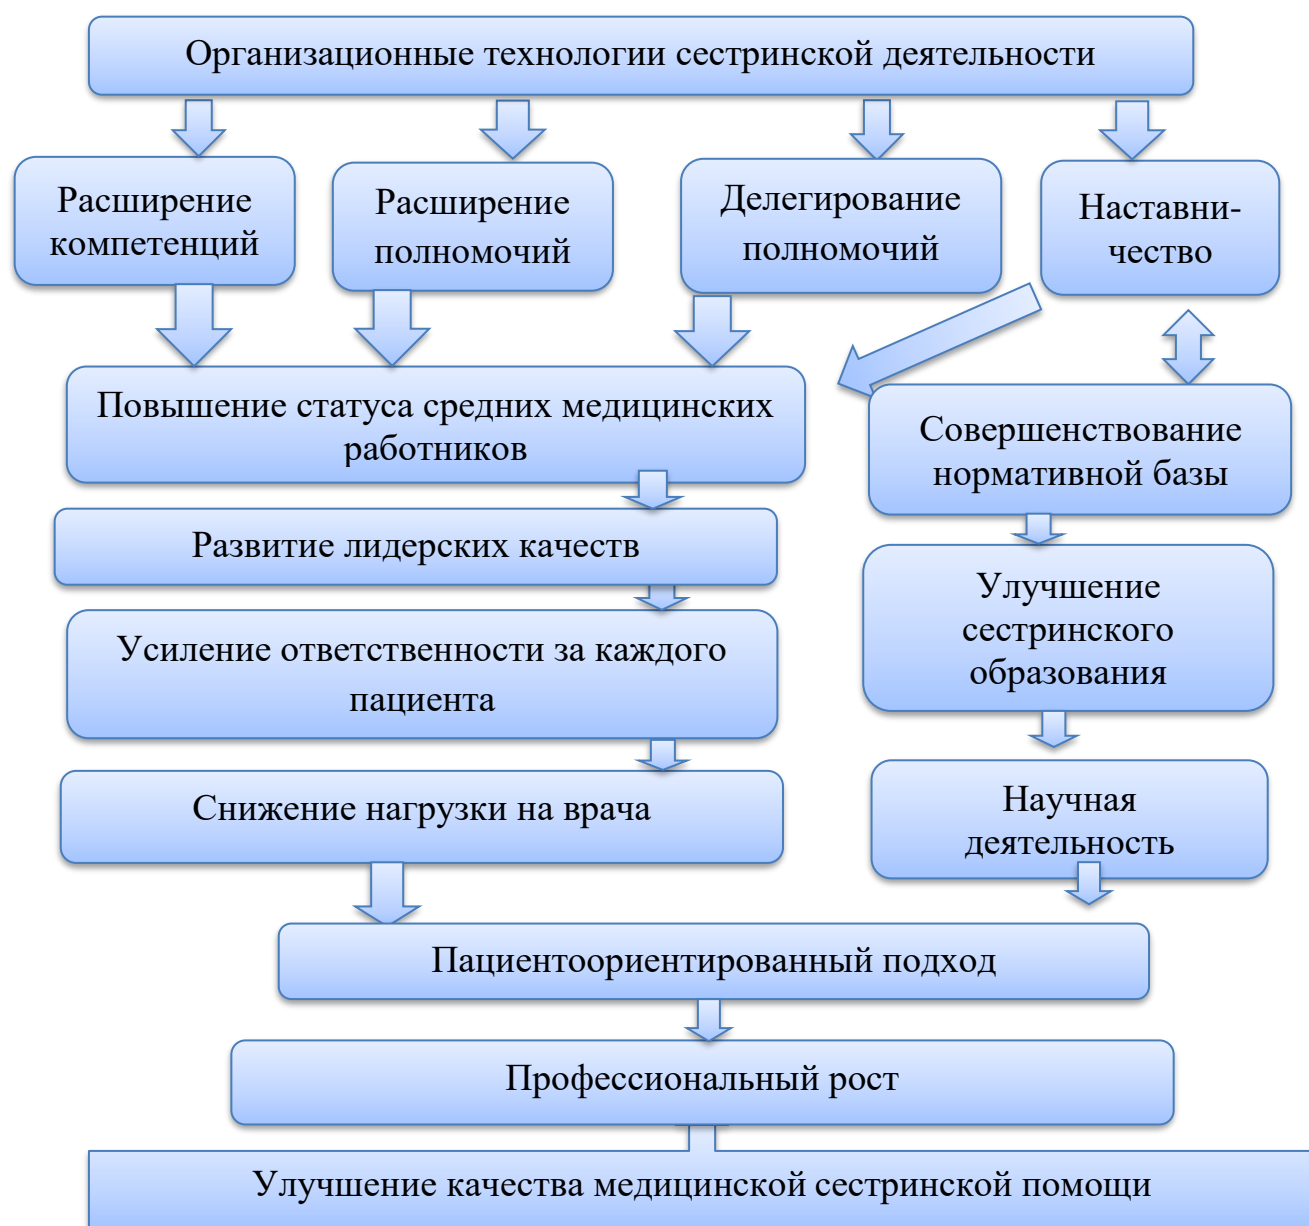 Организационные технологии сестринской деятельности
Расширение
компетенций
Расширение
полномочий
Делегирование
полномочий
Наставни-
чество
Повышение статуса средних медицинских
работников
Совершенствование
нормативной базы
Развитие лидерских качеств
Улучшение
сестринского
образования
Усиление ответственности за каждого
пациента
Снижение нагрузки на врача
Научная
деятельность
Пациентоориентированный подход
Профессиональный рост
Улучшение качества медицинской сестринской помощи